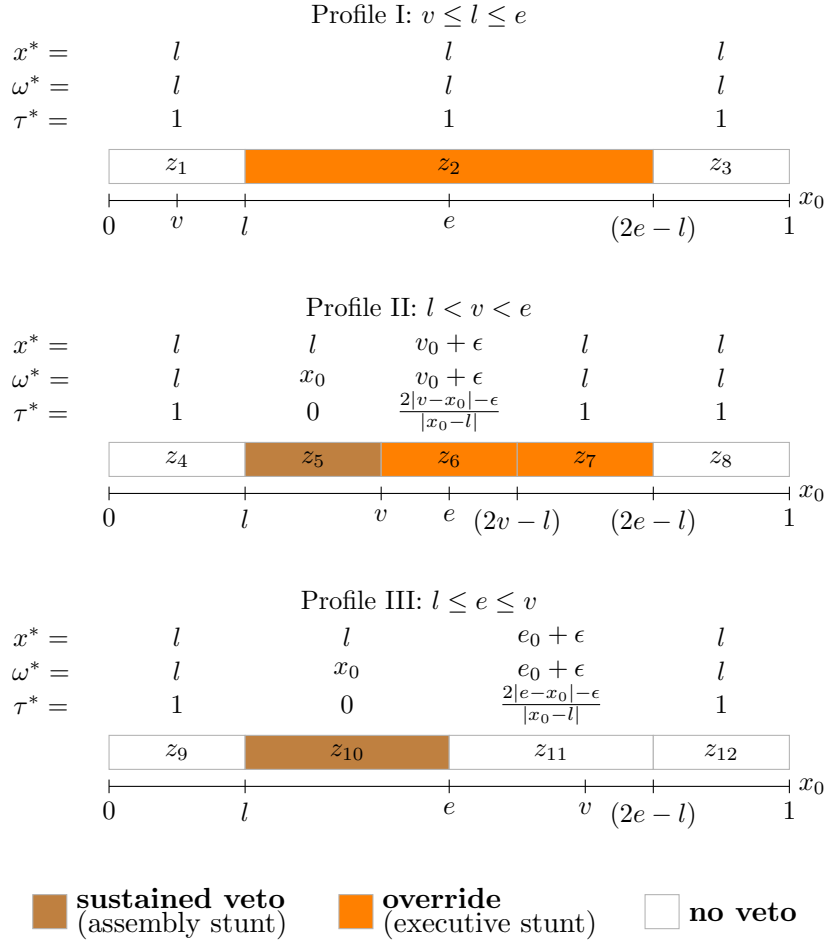 Profile I: v ≤ l ≤ e
x* = l l l
ω* = l l l
τ* = 1 1 1
z₁ z₂ z₃
x₀
0 v l e (2e − l) 1
Profile II: l < v < e
x* = l l v₀ + ϵ l l
ω* = l x₀ v₀ + ϵ l l
τ* = 1 0 2|v−x₀|−ϵ / |x₀−l| 1 1
z₄ z₅ z₆ z₇ z₈
x₀
0 l v e (2v − l) (2e − l) 1
Profile III: l ≤ e ≤ v
x* = l l e₀ + ϵ l
ω* = l x₀ e₀ + ϵ l
τ* = 1 0 2|e−x₀|−ϵ / |x₀−l| 1
z₉ z₁₀ z₁₁ z₁₂
x₀
0 l e v (2e − l) 1
sustained veto override no veto
(assembly stunt) (executive stunt)